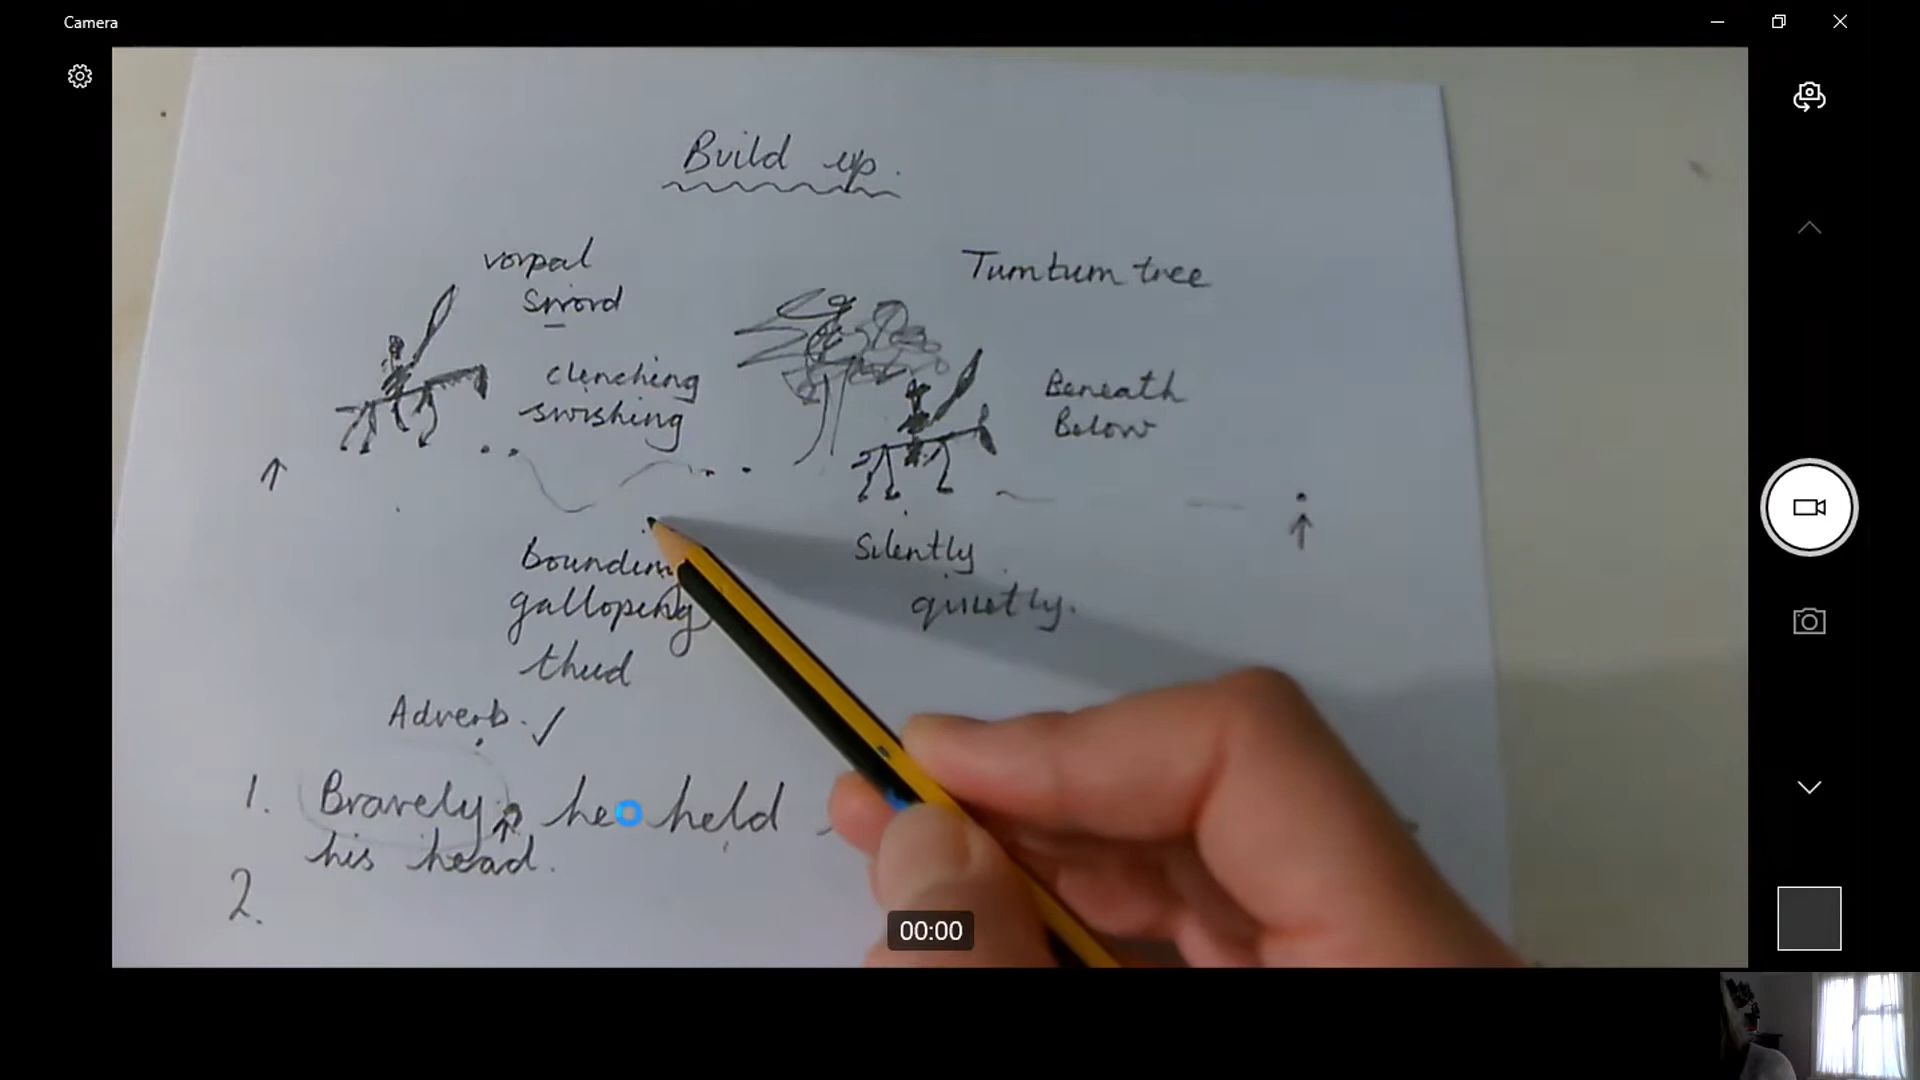 Camera
Build up.
vorpal
Sword
Tumtum tree
clenching
swishing
Beneath
Below
Bounding
galloping
thud
Silently
quietly.
Adverb. ✓
1. Bravely, he held
his head.
2.
00:00